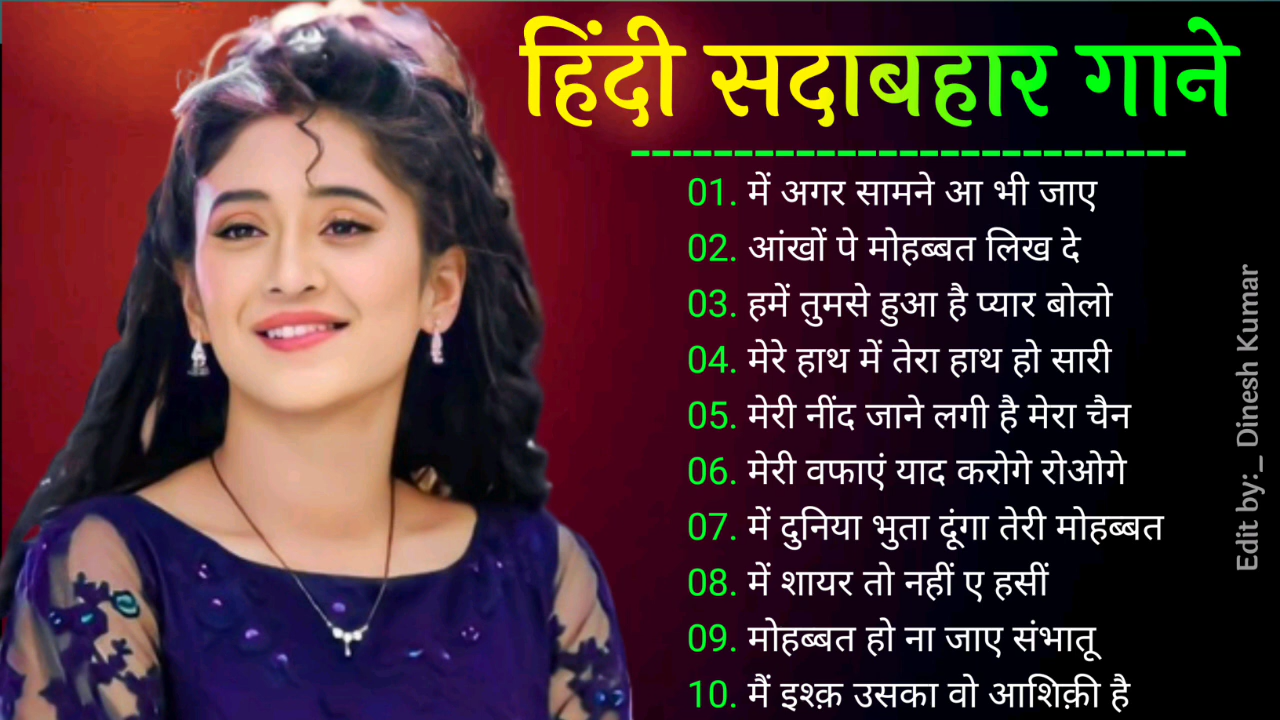 हिंदी सदाबहार गाने
01. में अगर सामने आ भी जाए
02. आंखों पे मोहब्बत लिख दे
03. हमें तुमसे हुआ है प्यार बोलो
04. मेरे हाथ में तेरा हाथ हो सारी
05. मेरी नींद जाने लगी है मेरा चैन
06. मेरी वफाएं याद करोगे रोओगे
07. में दुनिया भुता दूंगा तेरी मोहब्बत
08. में शायर तो नहीं ए हसीं
09. मोहब्बत हो ना जाए संभातू
10. मैं इश्क़ उसका वो आशिक़ी है
Edit by:_ Dinesh Kumar